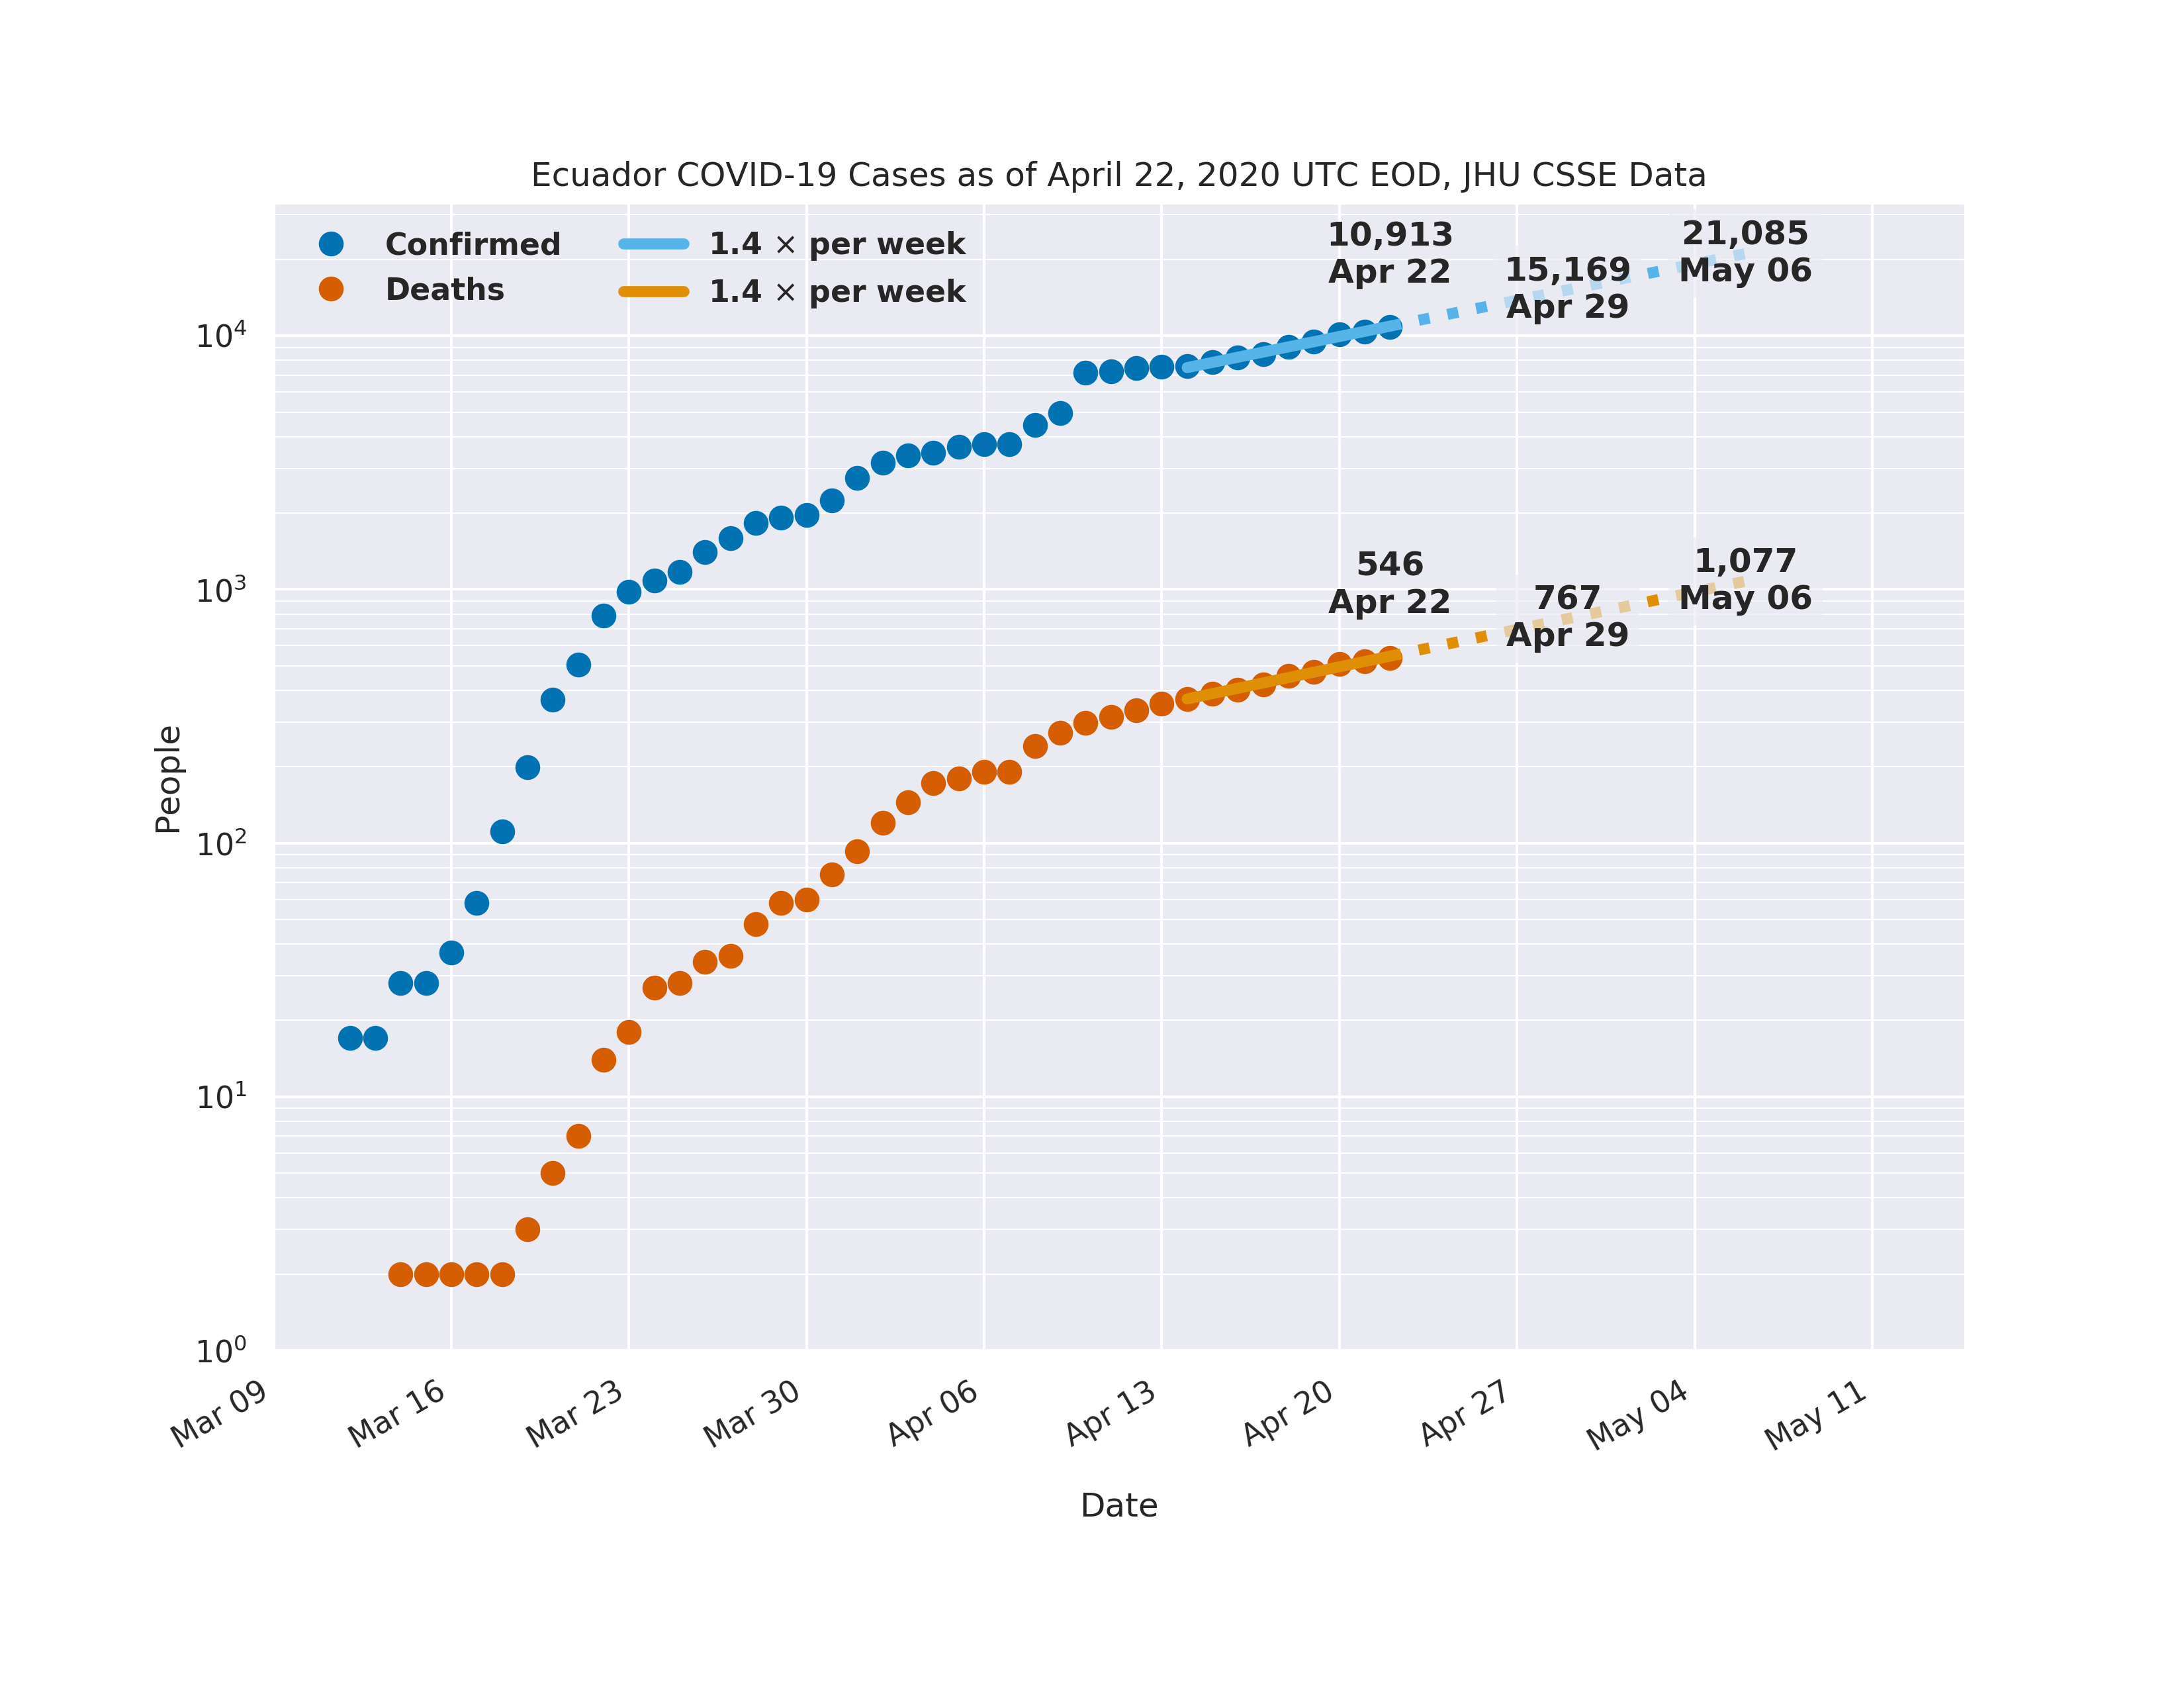 Ecuador COVID-19 Cases as of April 22, 2020 UTC EOD, JHU CSSE Data
Confirmed
Deaths
1.4 × per week
1.4 × per week
10,913
Apr 22
15,169
Apr 29
21,085
May 06
546
Apr 22
767
Apr 29
1,077
May 06
People
10⁴
10³
10²
10¹
10⁰
Mar 09
Mar 16
Mar 23
Mar 30
Apr 06
Apr 13
Apr 20
Apr 27
May 04
May 11
Date